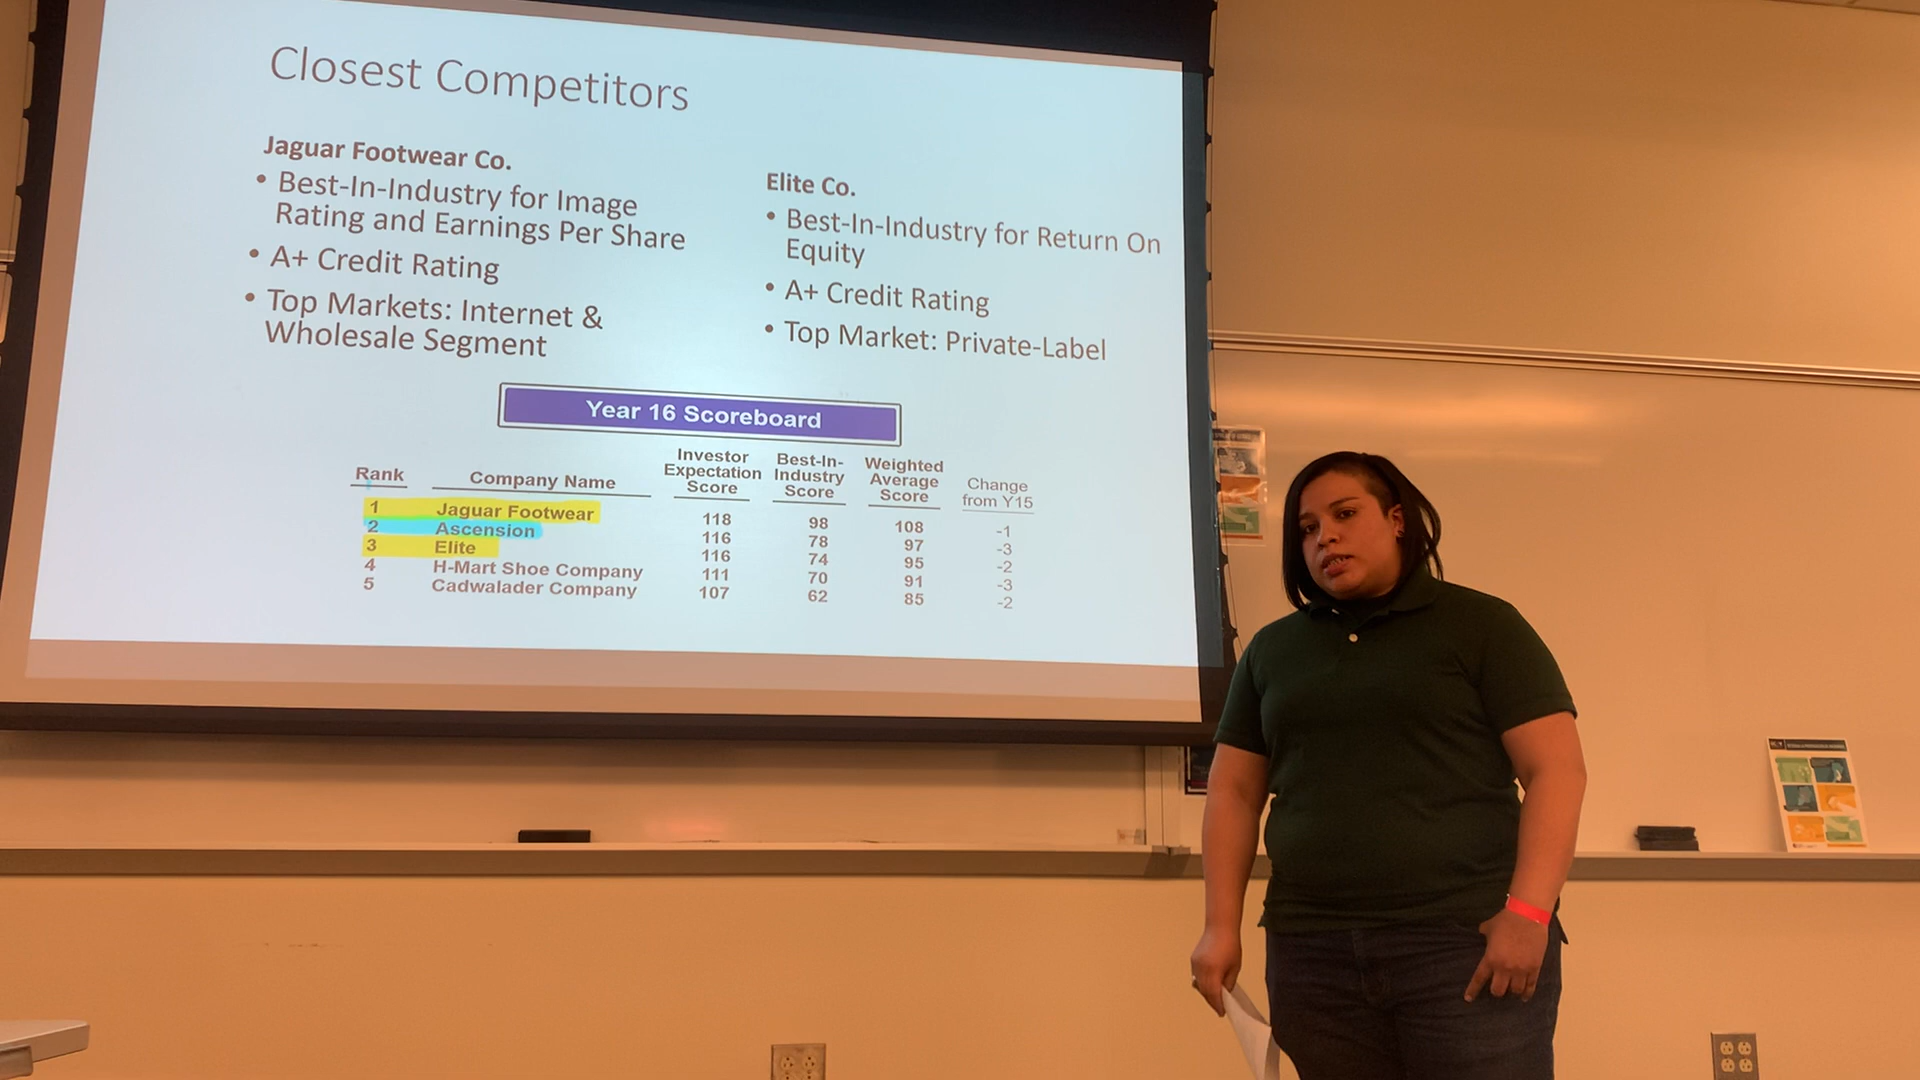 Closest Competitors
Jaguar Footwear Co.
• Best-In-Industry for Image
Rating and Earnings Per Share
• A+ Credit Rating
• Top Markets: Internet &
Wholesale Segment
Elite Co.
• Best-In-Industry for Return On
Equity
• A+ Credit Rating
• Top Market: Private-Label
Year 16 Scoreboard
Rank Company Name Investor Expectation Score Best-In-Industry Score Weighted Average Score Change from Y15
1 Jaguar Footwear 118 98 108 -1
2 Ascension 116 78 97 -3
3 Elite 116 74 95 -2
4 H-Mart Shoe Company 111 70 91 -3
5 Cadwalader Company 107 62 85 -2